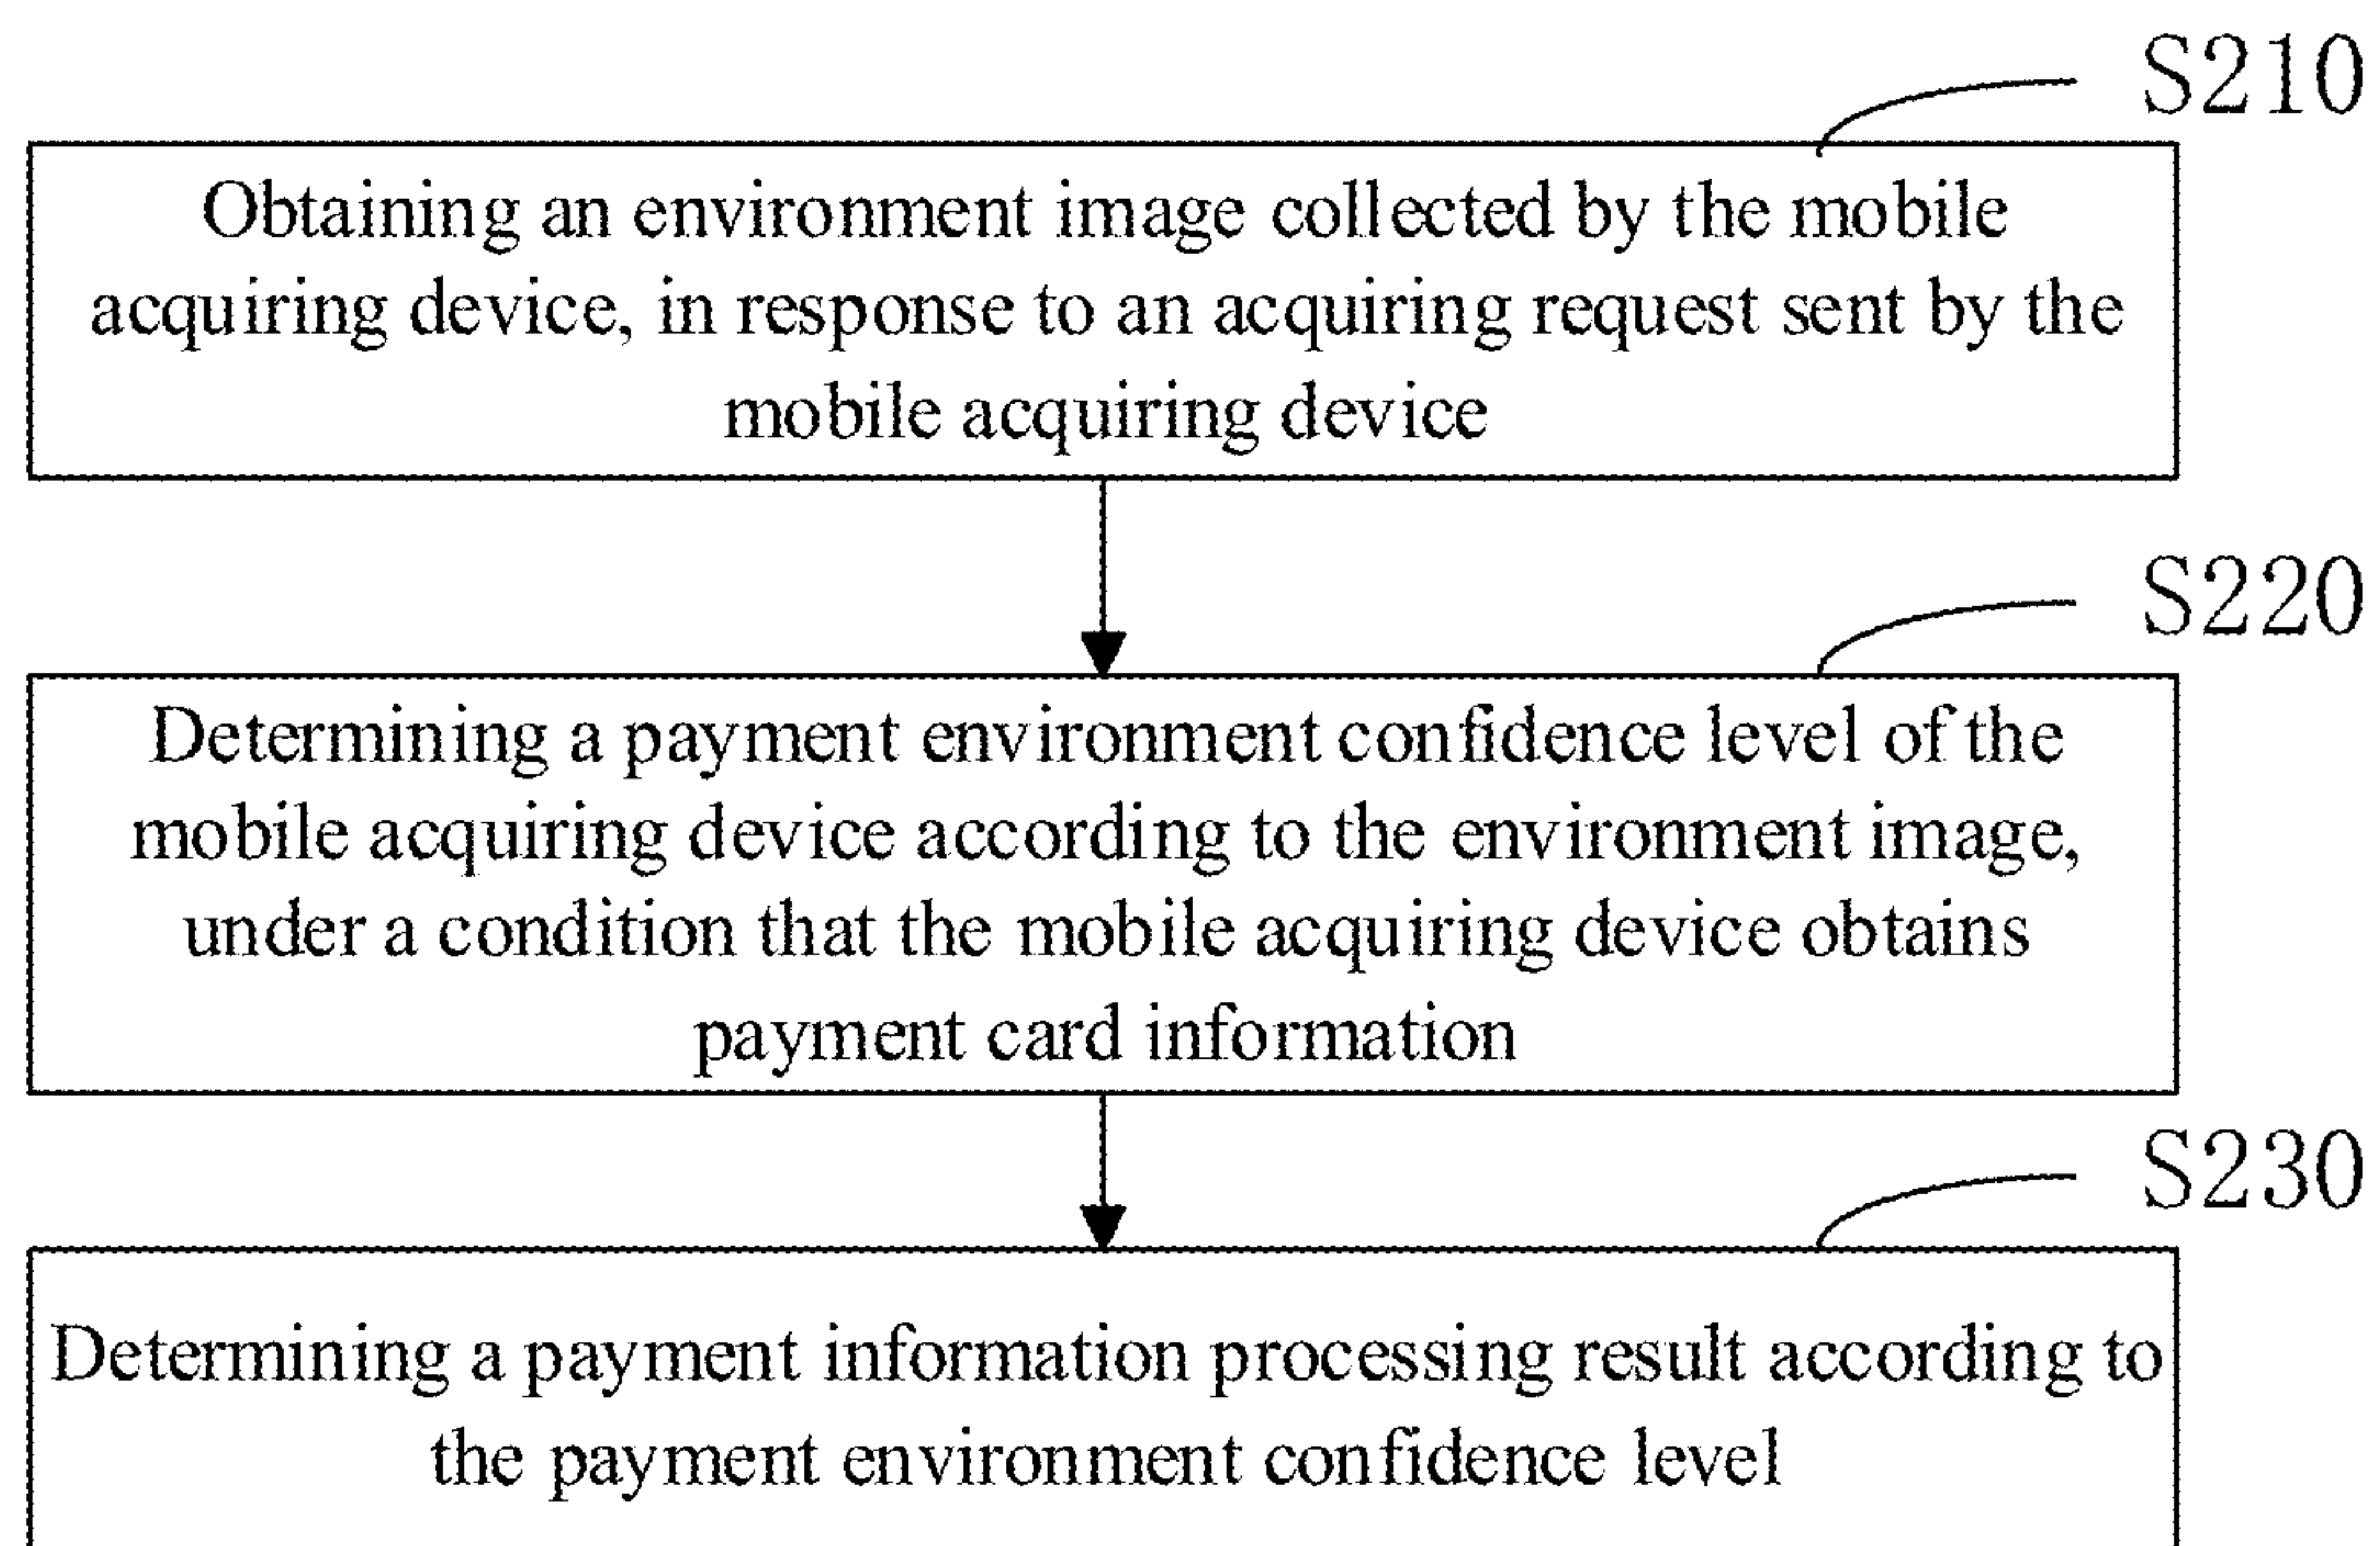 S210
Obtaining an environment image collected by the mobile
acquiring device, in response to an acquiring request sent by the
mobile acquiring device
S220
Determining a payment environment confidence level of the
mobile acquiring device according to the environment image,
under a condition that the mobile acquiring device obtains
payment card information
S230
Determining a payment information processing result according to
the payment environment confidence level